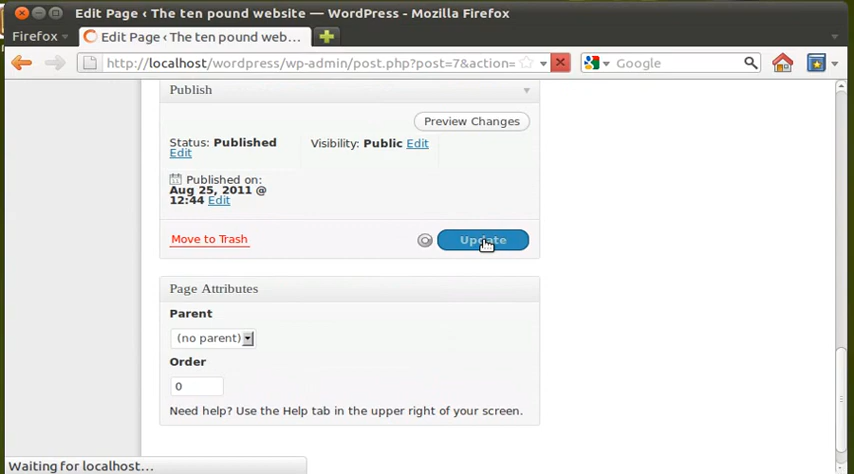 Edit Page ‹ The ten pound website — WordPress - Mozilla Firefox
Firefox
Edit Page ‹ The ten pound web...
http://localhost/wordpress/wp-admin/post.php?post=7&action=
Google
Publish
Preview Changes
Status: Published
Edit
Visibility: Public Edit
Published on:
Aug 25, 2011 @
12:44 Edit
Move to Trash
Update
Page Attributes
Parent
(no parent)
Order
0
Need help? Use the Help tab in the upper right of your screen.
Waiting for localhost...